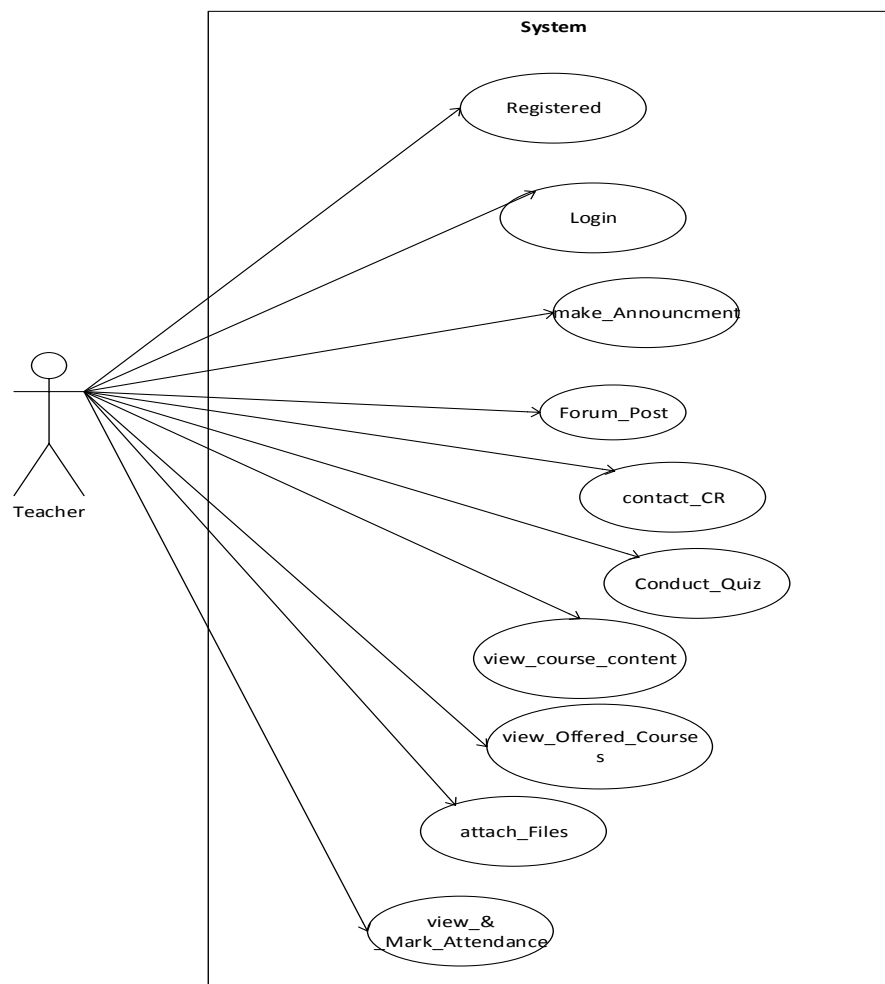 System
Registered
Login
make_Announcment
Forum_Post
contact_CR
Conduct_Quiz
Teacher
view_course_content
view_Offered_Course
s
attach_Files
view_&
_Mark_Attendance